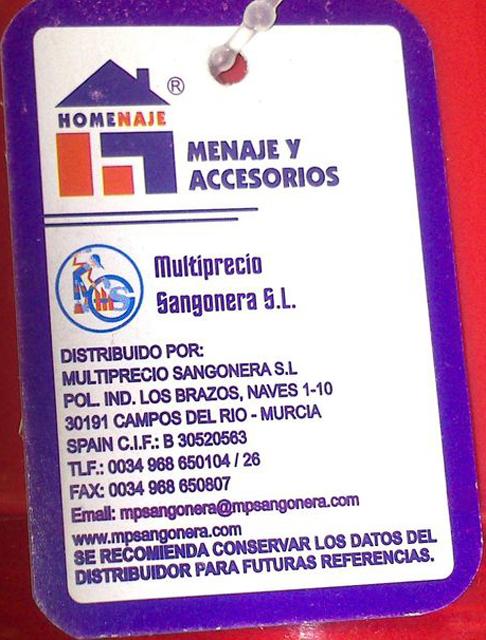 ®
HOMENAJE
MENAJE Y
ACCESORIOS
Multiprecio
Sangonera S.L.
DISTRIBUIDO POR:
MULTIPRECIO SANGONERA S.L
POL. IND. LOS BRAZOS, NAVES 1-10
30191 CAMPOS DEL RIO - MURCIA
SPAIN C.I.F.: B 30520563
TLF.: 0034 968 650104 / 26
FAX: 0034 968 650807
Email: mpsangonera@mpsangonera.com
www.mpsangonera.com
SE RECOMIENDA CONSERVAR LOS DATOS DEL
DISTRIBUIDOR PARA FUTURAS REFERENCIAS.